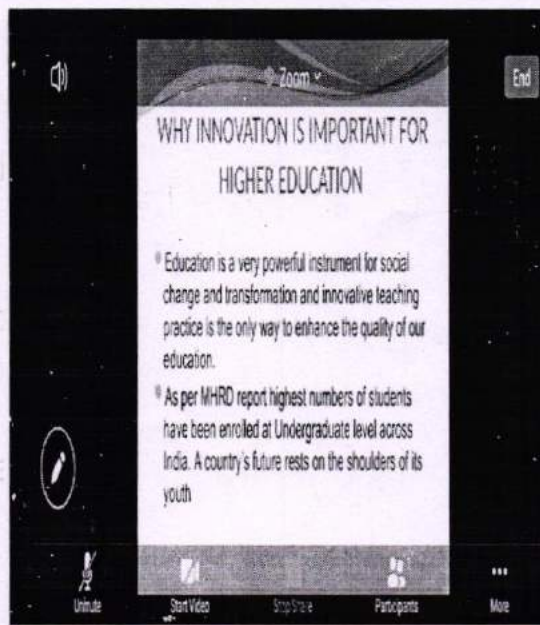 Zoom
End
WHY INNOVATION IS IMPORTANT FOR
HIGHER EDUCATION
Education is a very powerful instrument for social
change and transformation and innovative teaching
practice is the only way to enhance the quality of our
education.
As per MHRD report highest numbers of students
have been enrolled at Undergraduate level across
India. A country's future rests on the shoulders of its
youth
Unmute Start Video Stop Share Participants More